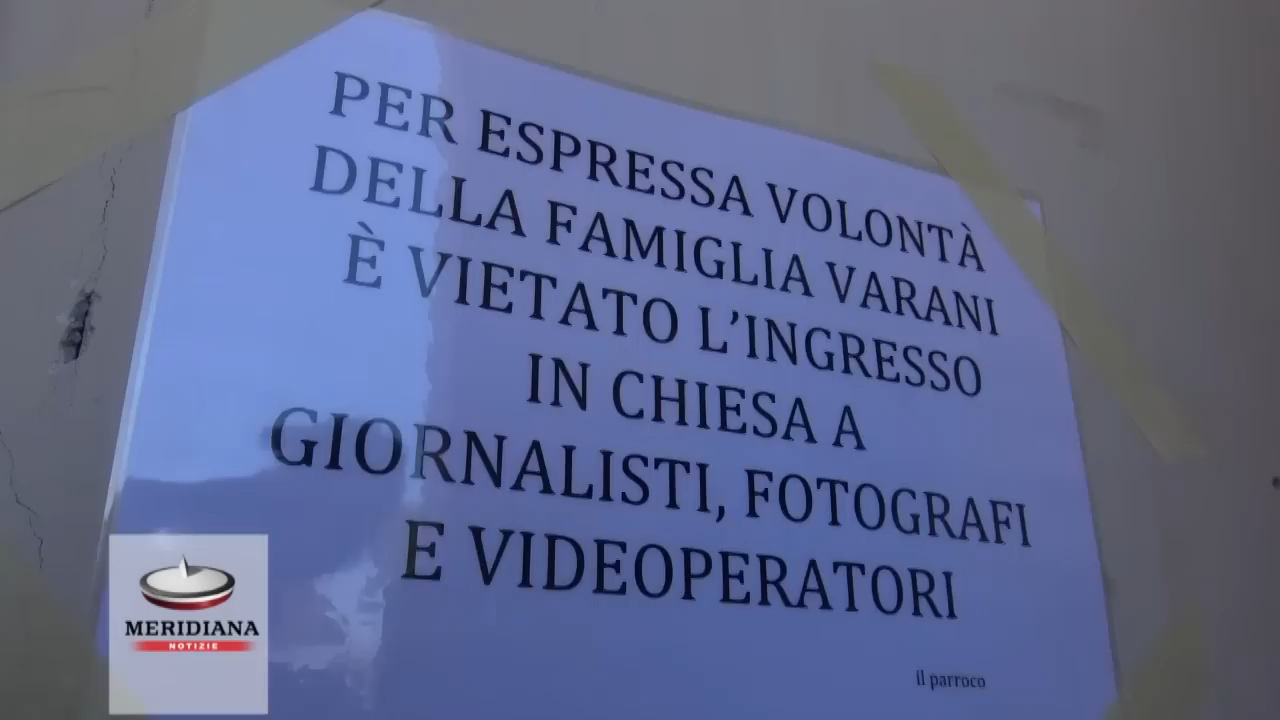 PER ESPRESSA VOLONTÀ
DELLA FAMIGLIA VARANI
È VIETATO L'INGRESSO
IN CHIESA A
GIORNALISTI, FOTOGRAFI
E VIDEOPERATORI
il parroco
MERIDIANA
NOTIZIE